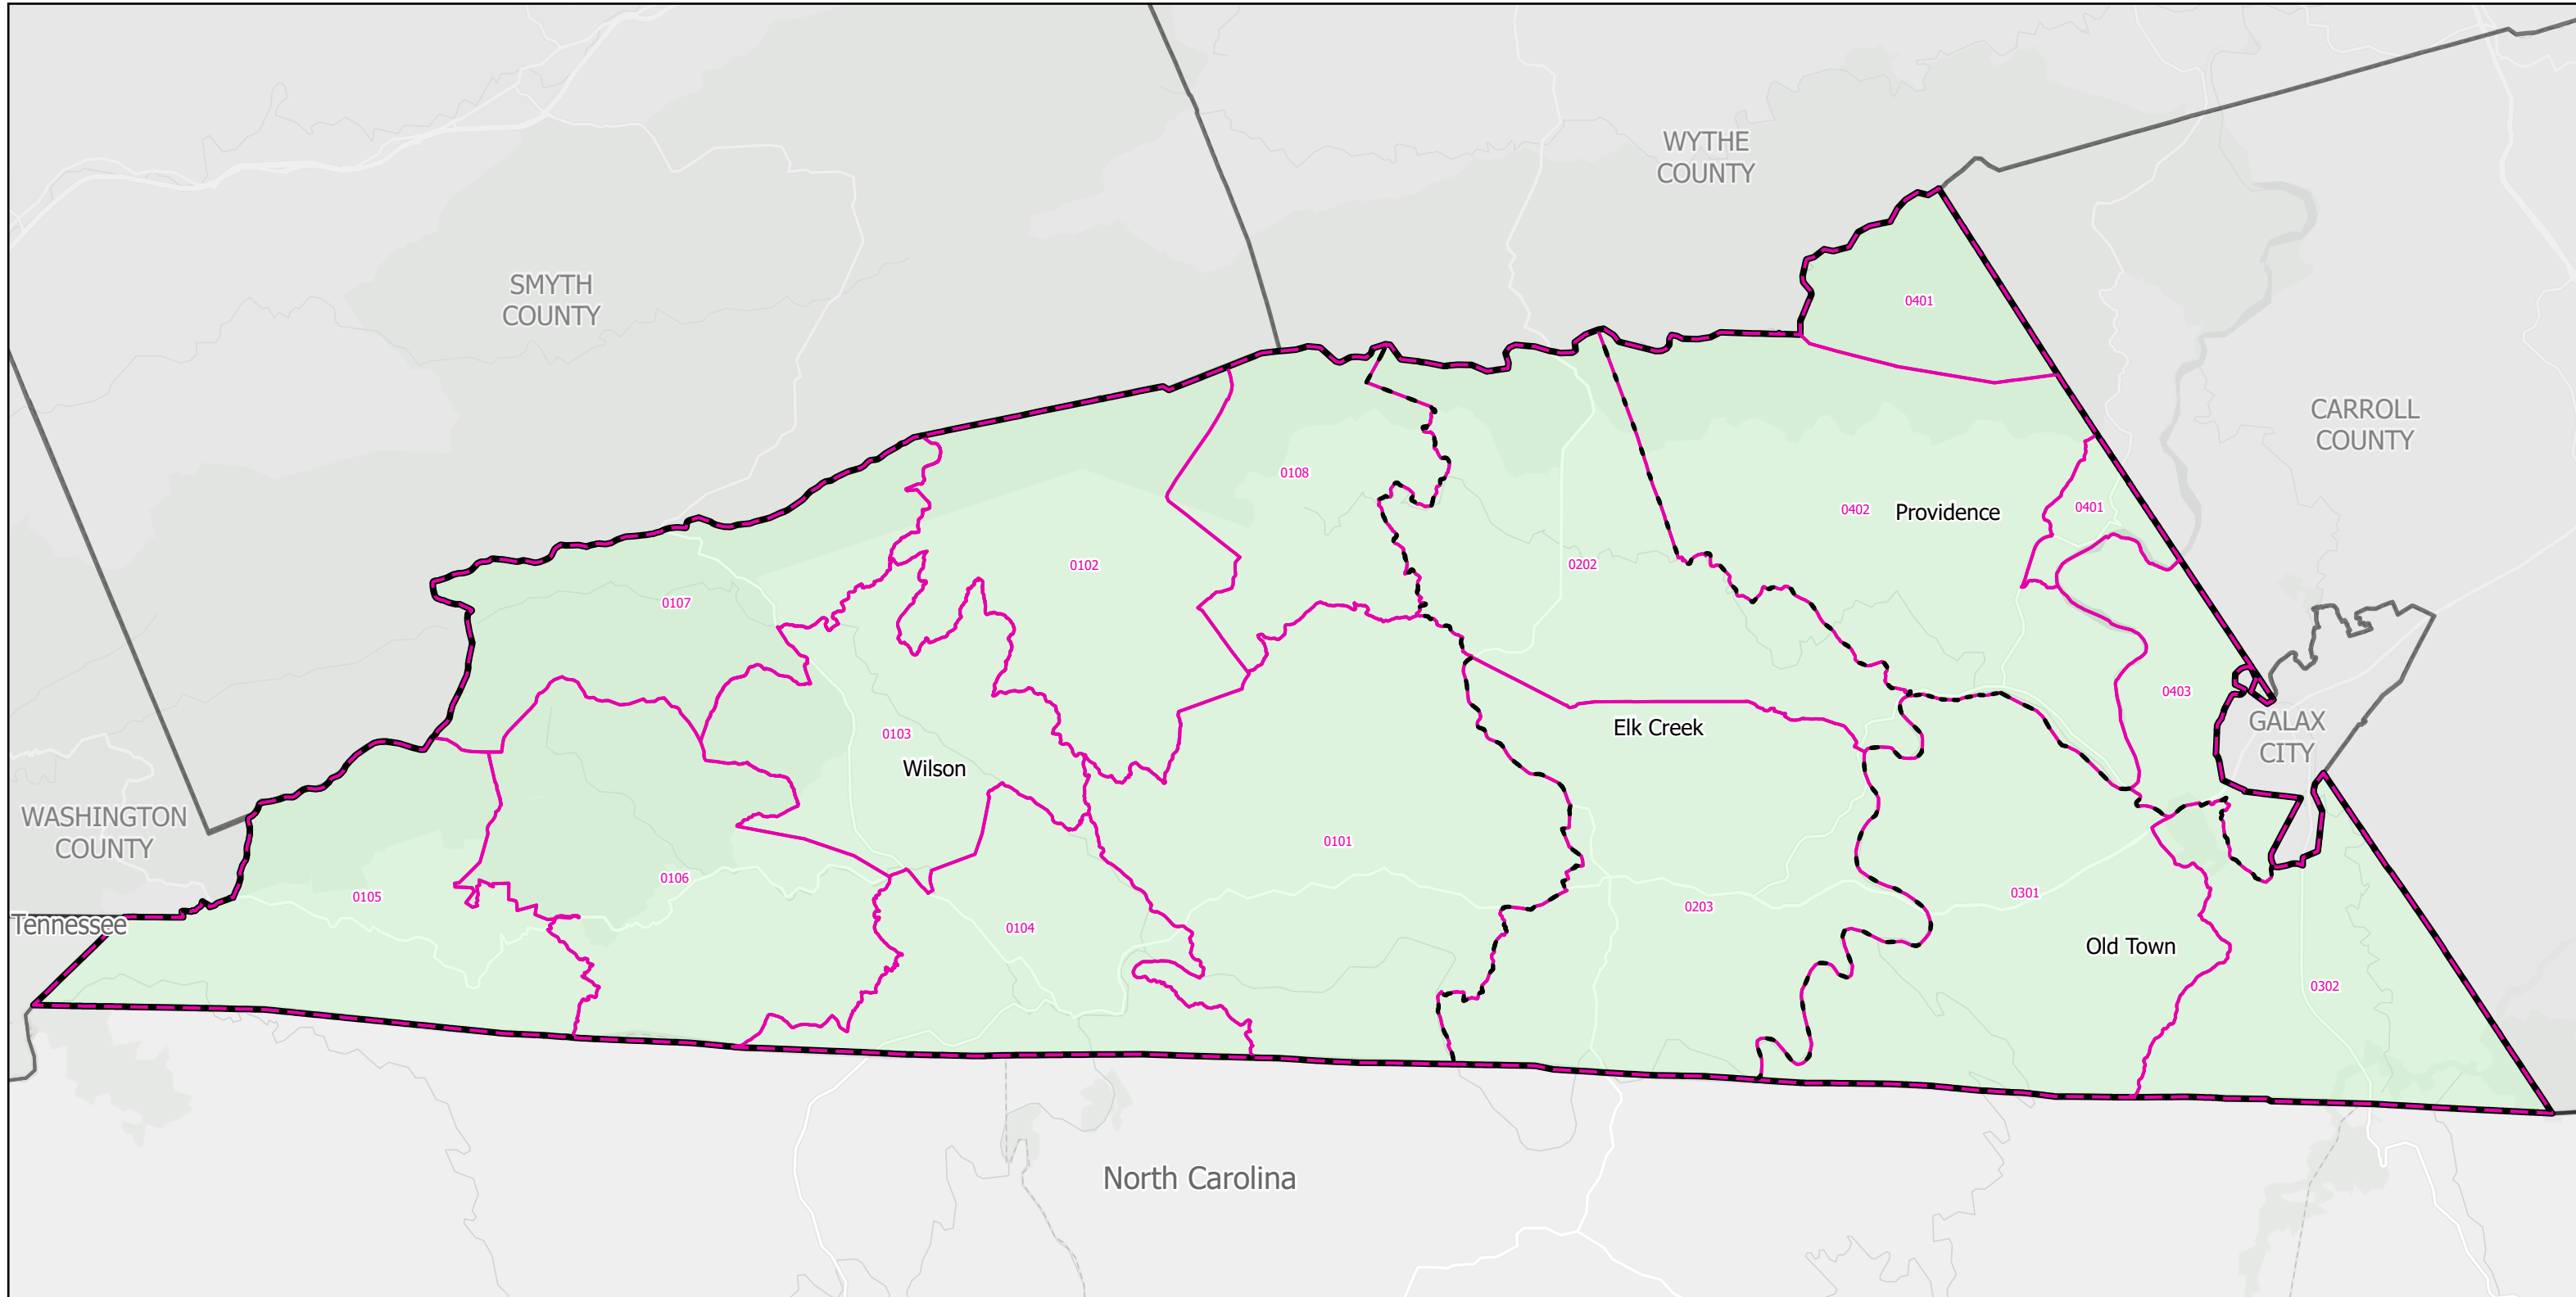 WYTHE
COUNTY
SMYTH
COUNTY
0401
CARROLL
COUNTY
0108
0402
Providence
0401
0102
0202
0107
0403
GALAX
CITY
Elk Creek
0103
Wilson
WASHINGTON
COUNTY
0101
0106
0105
0301
0203
Tennessee
0104
Old Town
0302
North Carolina